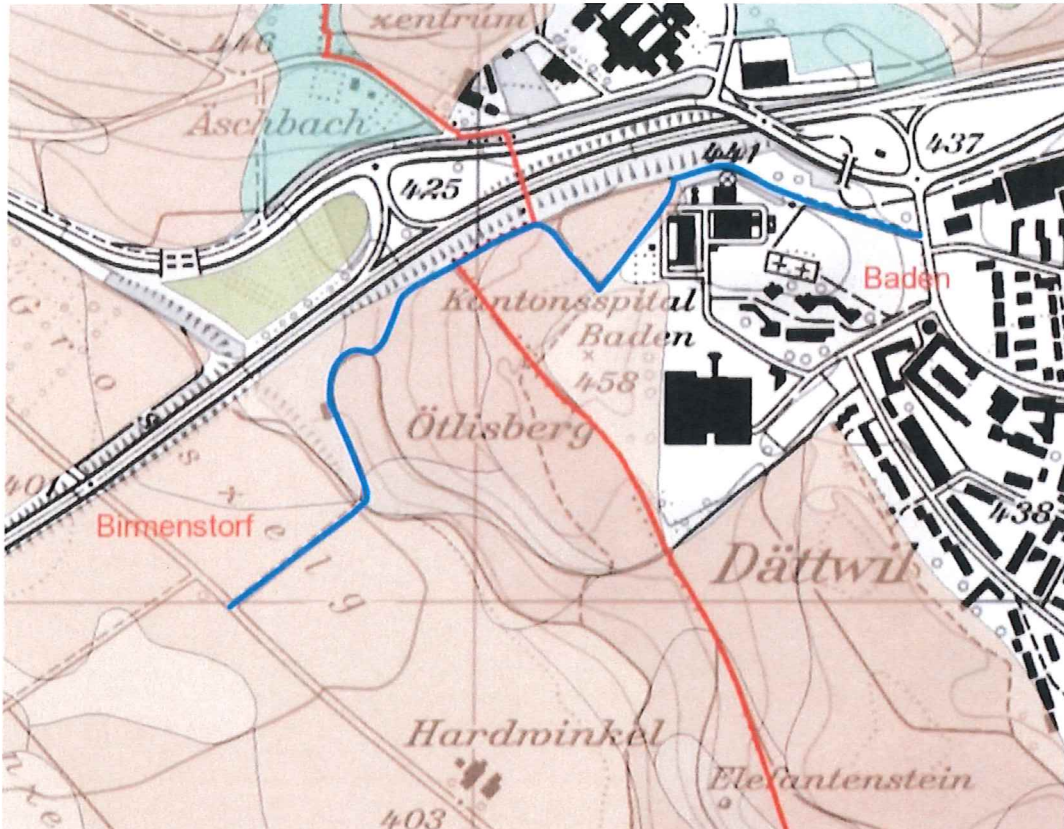 zentrum
446
Äschbach
425
441
437
Baden
Kantonsspital
Baden
458
Ötlisberg
G r o s s
401
Birmenstorf
z e l g
438
Dättwil
Hardwinkel
Elefantenstein
403